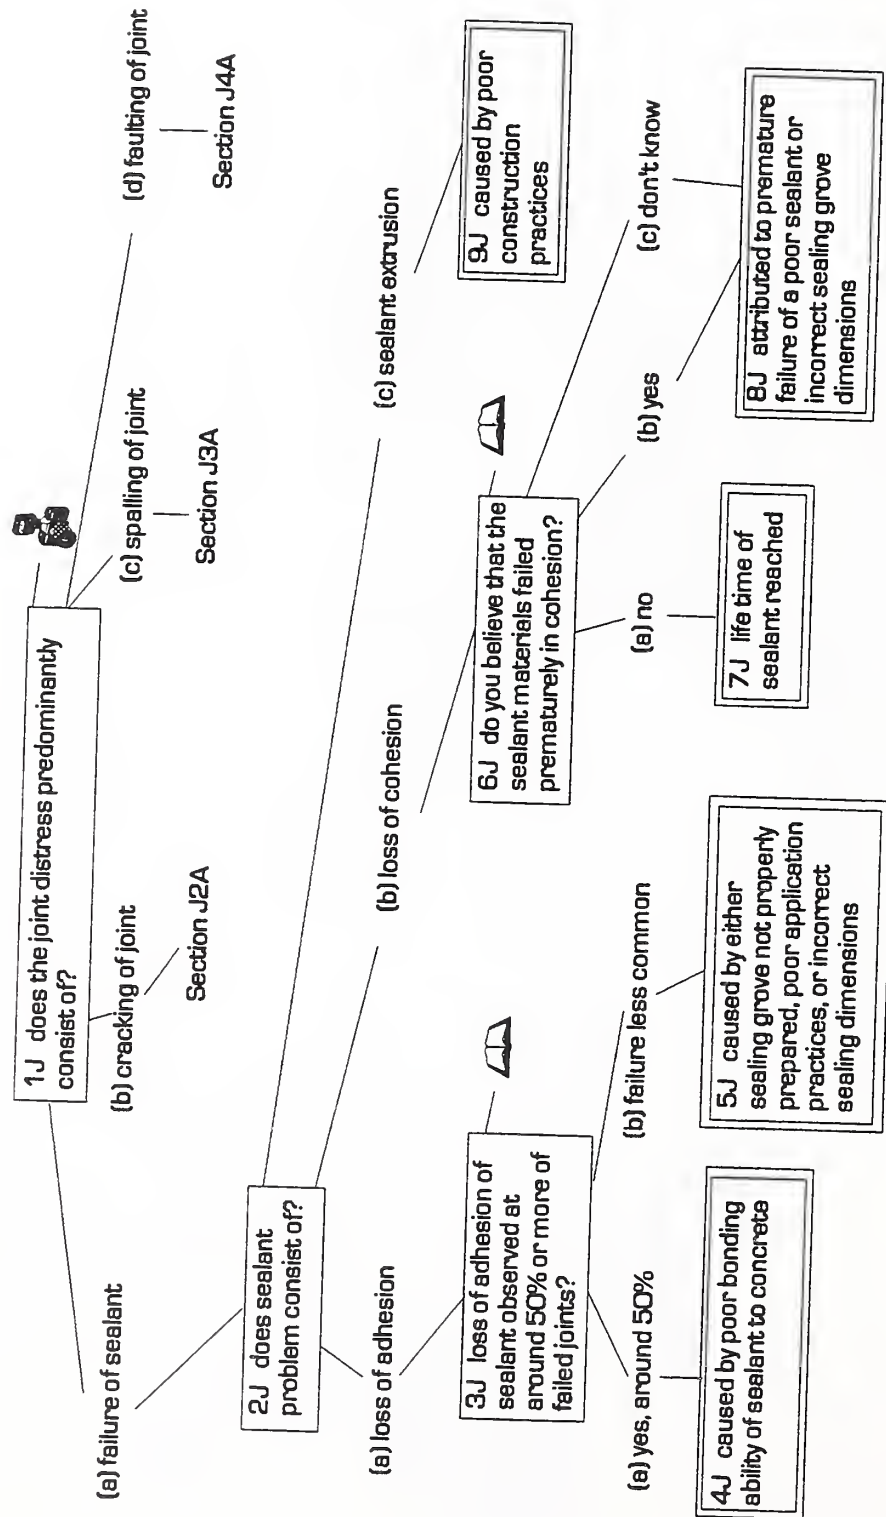 1J does the joint distress predominantly
consist of?
(a) failure of sealant
(b) cracking of joint
Section J2A
(c) spalling of joint
Section J3A
(d) faulting of joint
Section J4A
2J does sealant
problem consist of?
(a) loss of adhesion
(b) loss of cohesion
(c) sealant extrusion
3J loss of adhesion of
sealant observed at
around 50% or more of
failed joints?
6J do you believe that the
sealant materials failed
prematurely in cohesion?
9J caused by poor
construction
practices
(a) yes, around 50%
(b) failure less common
(a) no
(b) yes
(c) don't know
4J caused by poor bonding
ability of sealant to concrete
5J caused by either
sealing grove not properly
prepared, poor application
practices, or incorrect
sealing dimensions
7J life time of
sealant reached
8J attributed to premature
failure of a poor sealant or
incorrect sealing grove
dimensions